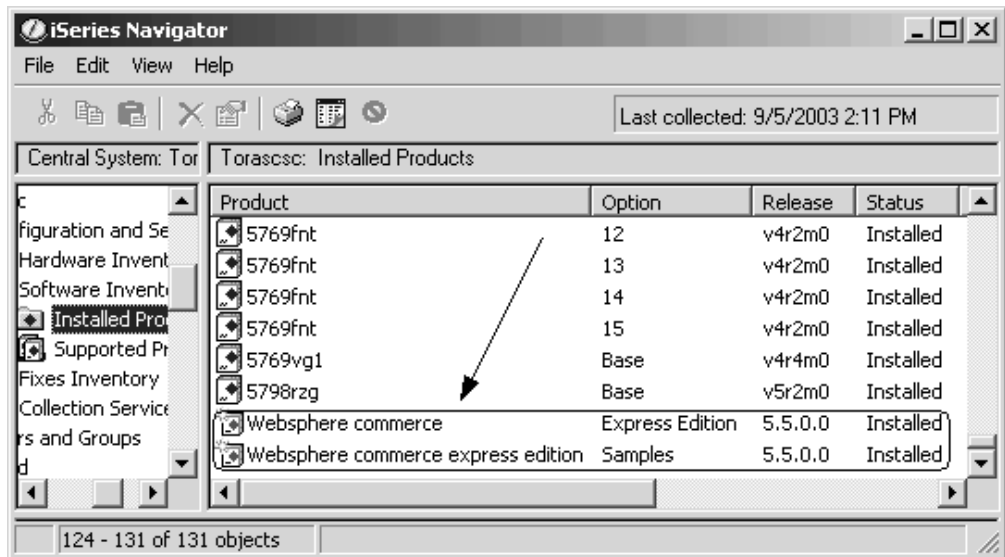 iSeries Navigator
File Edit View Help
Last collected: 9/5/2003 2:11 PM
Central System: Tor
Torascsc: Installed Products
c
figuration and Se
Hardware Invent
Software Invent
Installed Pro
Supported Pr
Fixes Inventory
Collection Service
rs and Groups
d
Product Option Release Status
5769fnt 12 v4r2m0 Installed
5769fnt 13 v4r2m0 Installed
5769fnt 14 v4r2m0 Installed
5769fnt 15 v4r2m0 Installed
5769vg1 Base v4r4m0 Installed
5798rzg Base v5r2m0 Installed
Websphere commerce Express Edition 5.5.0.0 Installed
Websphere commerce express edition Samples 5.5.0.0 Installed
124 - 131 of 131 objects